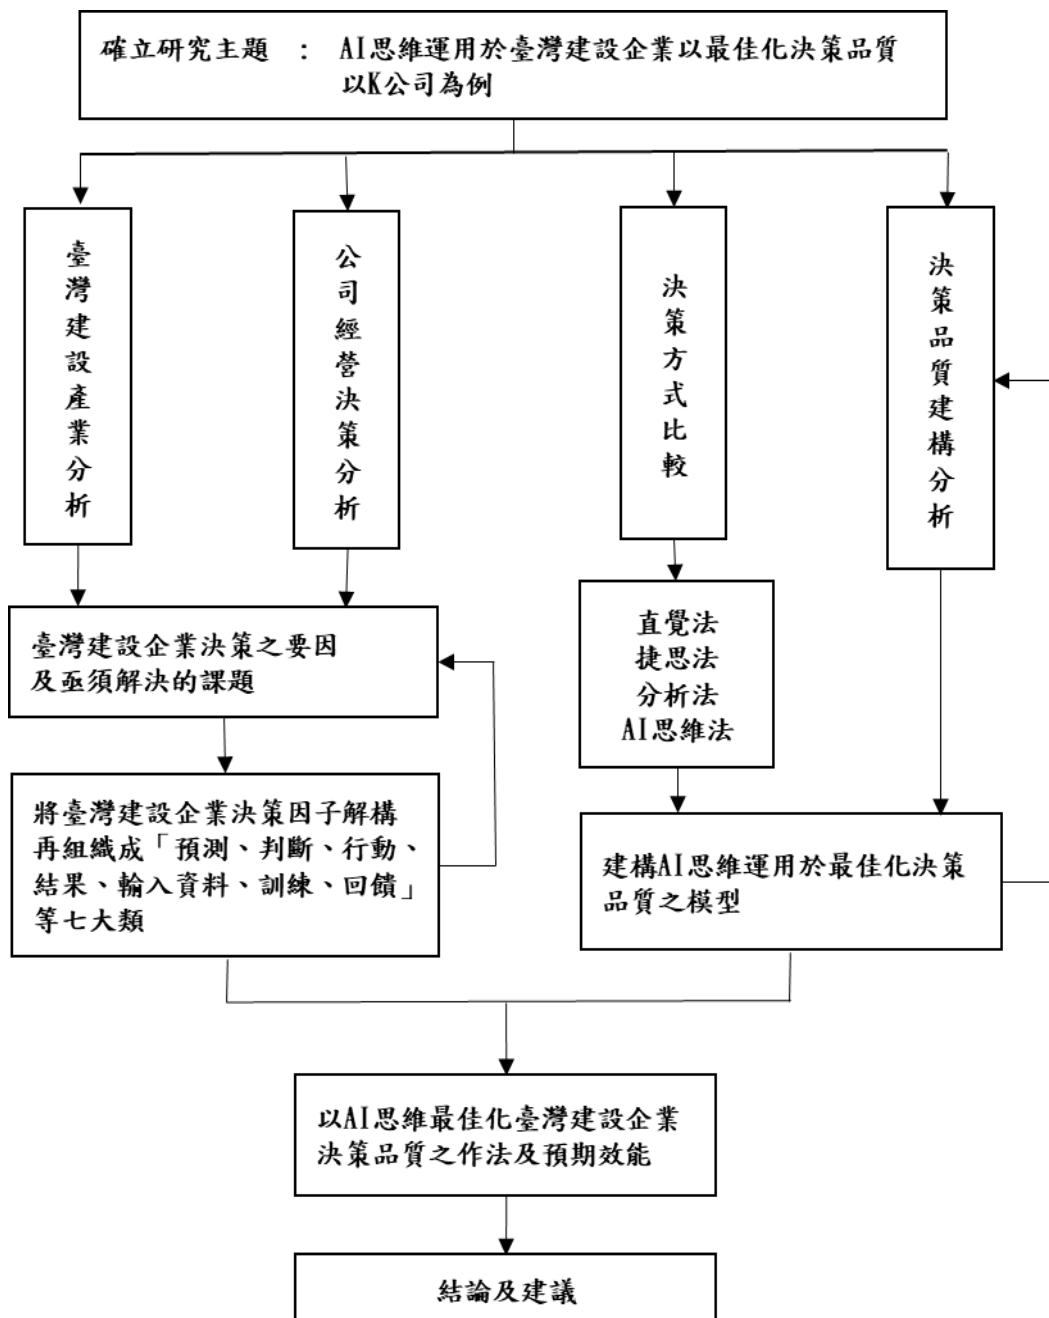 確立研究主題 : AI思維運用於臺灣建設企業以最佳化決策品質
以K公司為例
臺灣建設產業分析
公司經營決策分析
決策方式比較
決策品質建構分析
直覺法
捷思法
分析法
AI思維法
臺灣建設企業決策之要因
及亟須解決的課題
將臺灣建設企業決策因子解構
再組織成「預測、判斷、行動、
結果、輸入資料、訓練、回饋」
等七大類
建構AI思維運用於最佳化決策
品質之模型
以AI思維最佳化臺灣建設企業
決策品質之作法及預期效能
結論及建議